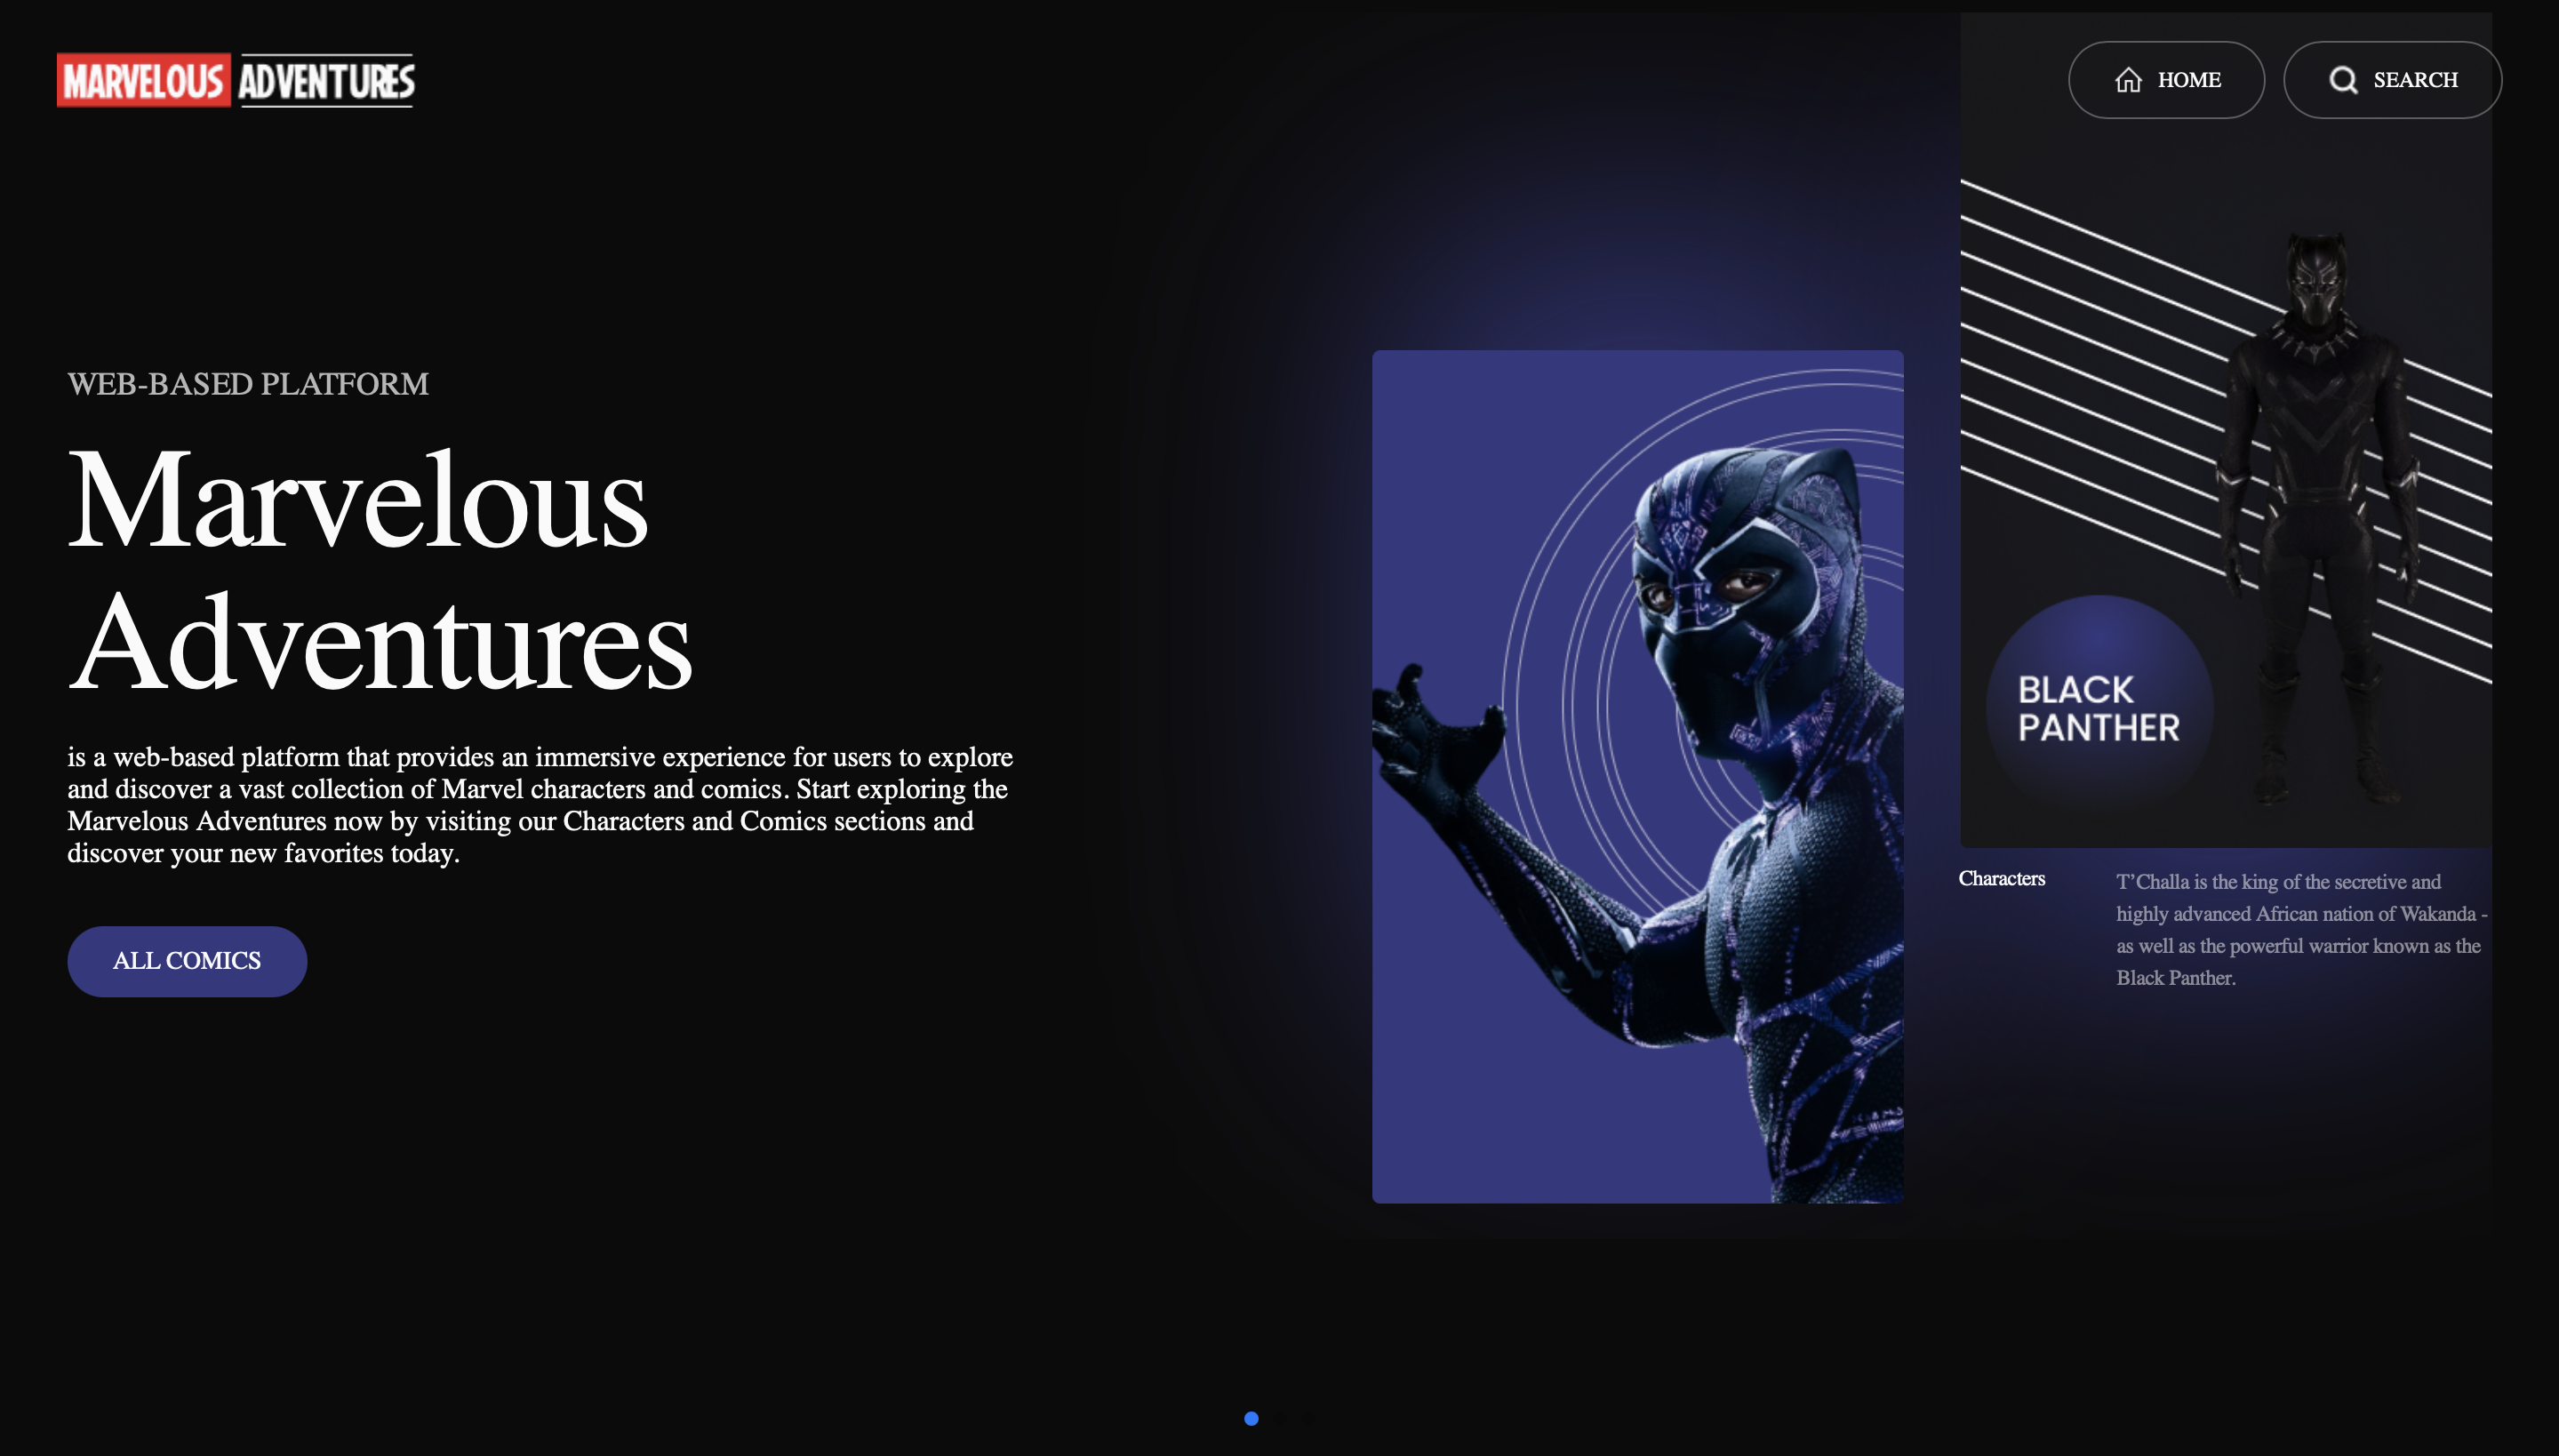 MARVELOUS ADVENTURES
HOME
SEARCH
WEB-BASED PLATFORM
Marvelous
Adventures
is a web-based platform that provides an immersive experience for users to explore
and discover a vast collection of Marvel characters and comics. Start exploring the
Marvelous Adventures now by visiting our Characters and Comics sections and
discover your new favorites today.
ALL COMICS
BLACK
PANTHER
Characters
T’Challa is the king of the secretive and
highly advanced African nation of Wakanda -
as well as the powerful warrior known as the
Black Panther.